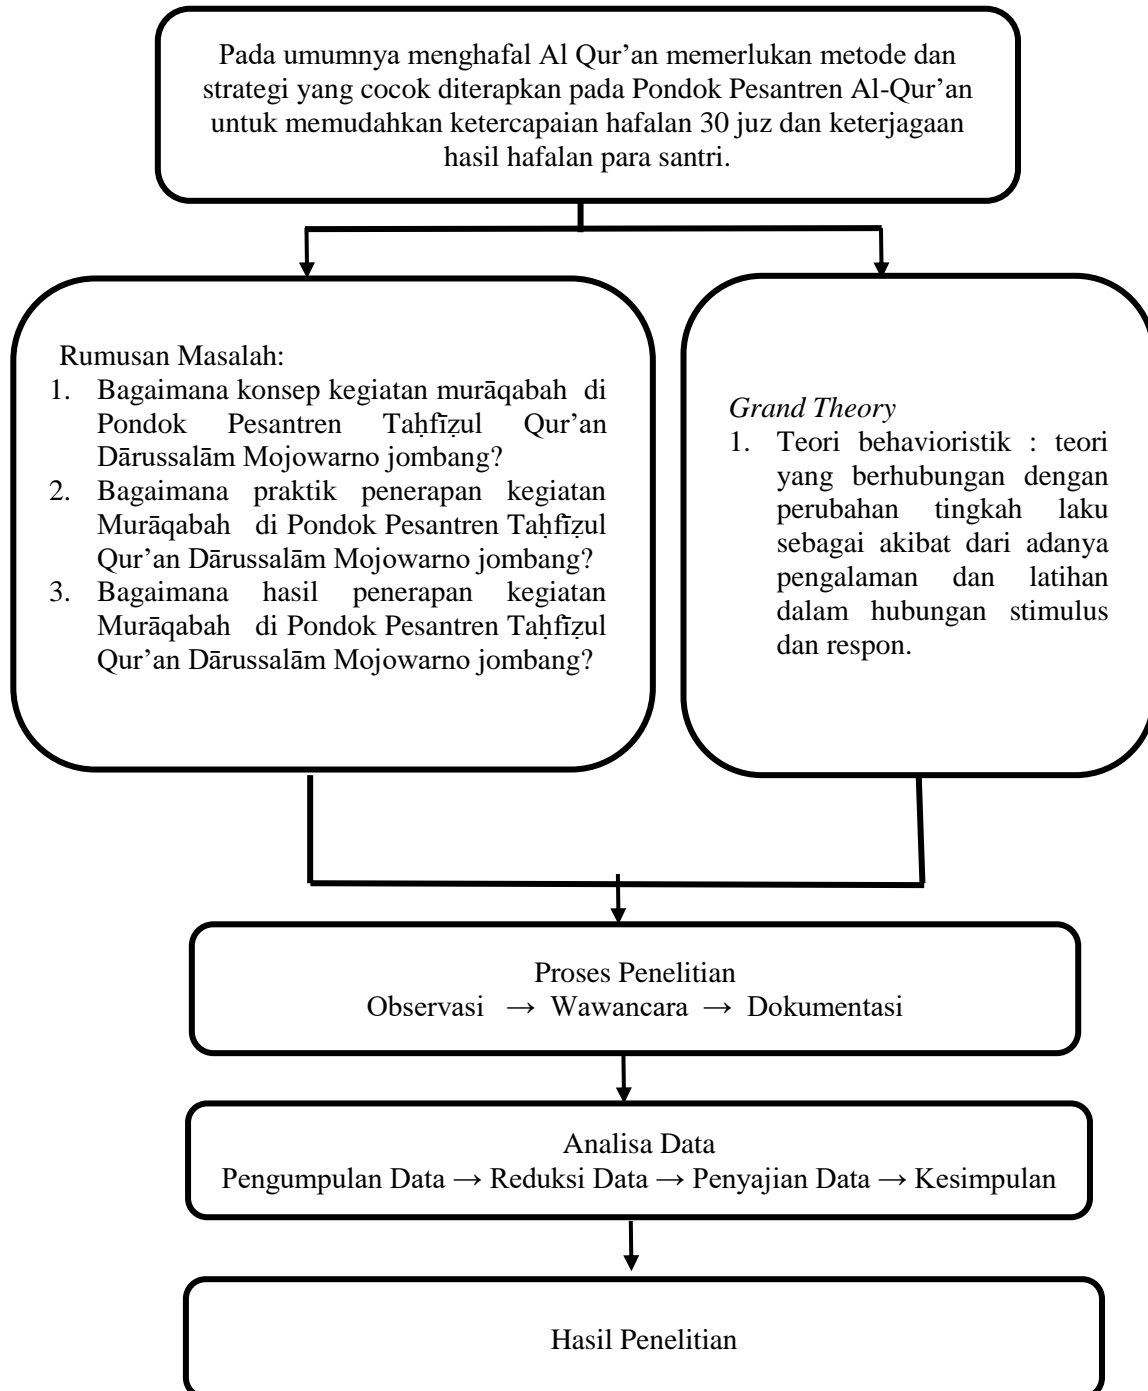 Pada umumnya menghafal Al Qur’an memerlukan metode dan
strategi yang cocok diterapkan pada Pondok Pesantren Al-Qur’an
untuk memudahkan ketercapaian hafalan 30 juz dan keterjagaan
hasil hafalan para santri.
Rumusan Masalah:
1. Bagaimana konsep kegiatan murāqabah di
Pondok Pesantren Taḥfīẓul Qur’an
Dārussalām Mojowarno jombang?
2. Bagaimana praktik penerapan kegiatan
Murāqabah di Pondok Pesantren Taḥfīẓul
Qur’an Dārussalām Mojowarno jombang?
3. Bagaimana hasil penerapan kegiatan
Murāqabah di Pondok Pesantren Taḥfīẓul
Qur’an Dārussalām Mojowarno jombang?
Grand Theory
1. Teori behavioristik : teori
yang berhubungan dengan
perubahan tingkah laku
sebagai akibat dari adanya
pengalaman dan latihan
dalam hubungan stimulus
dan respon.
Proses Penelitian
Observasi → Wawancara → Dokumentasi
Analisa Data
Pengumpulan Data → Reduksi Data → Penyajian Data → Kesimpulan
Hasil Penelitian